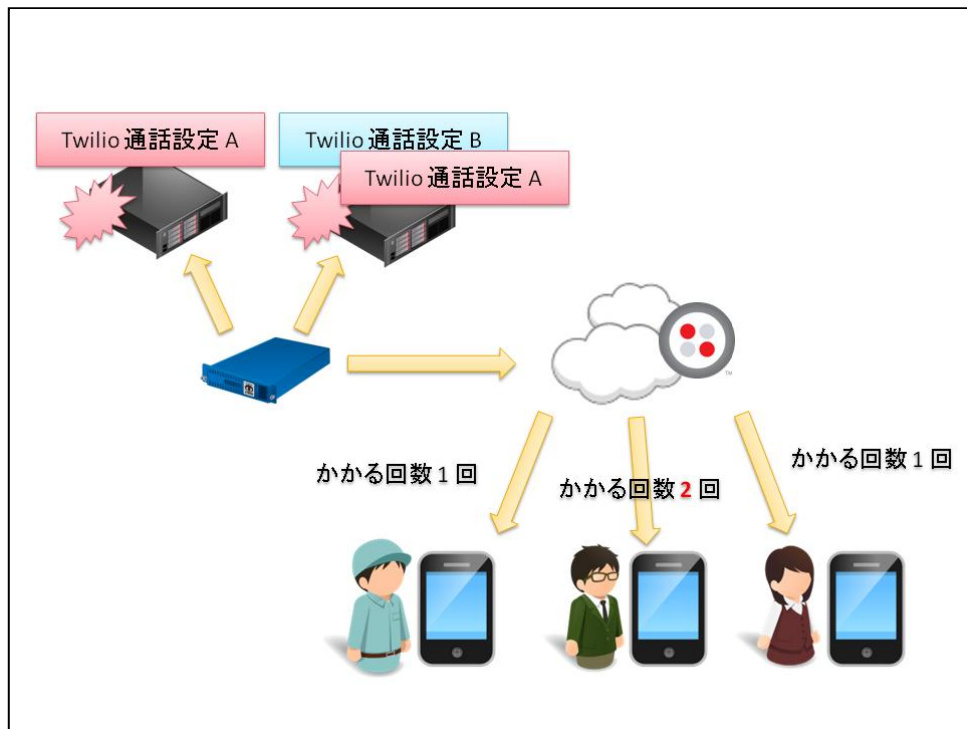 Twilio 通話設定 A
Twilio 通話設定 B
Twilio 通話設定 A
TM
かかる回数 1 回
かかる回数 2 回
かかる回数 1 回